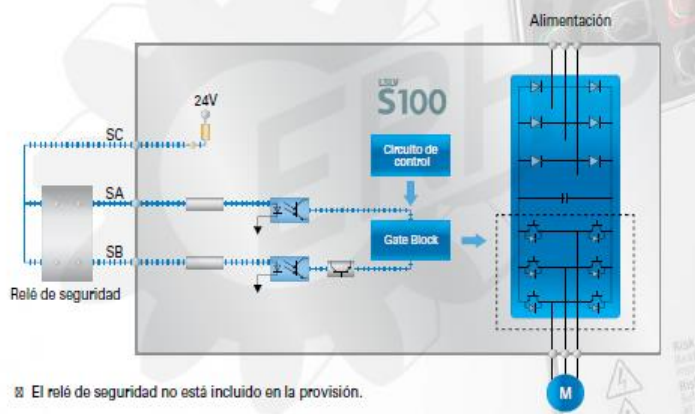 Alimentación
LSLV
S100
24V
SC
Circuito de
control
SA
Gate Block
SB
Relé de seguridad
M
El relé de seguridad no está incluido en la provisión.